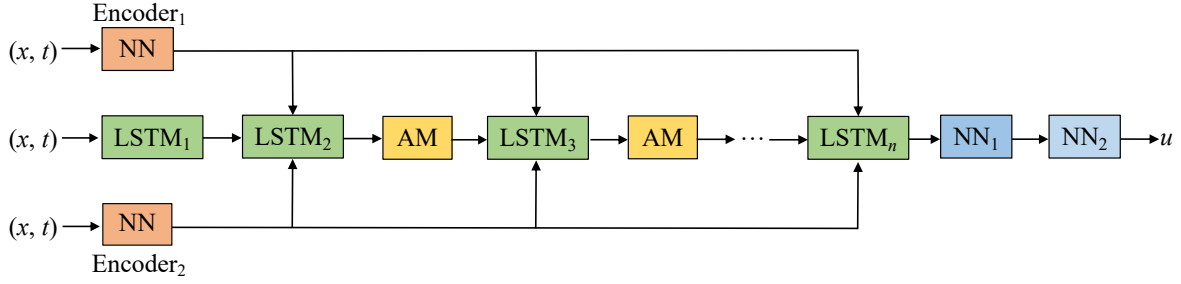 Encoder₁
(x, t) NN
(x, t) LSTM₁ LSTM₂ AM LSTM₃ AM ··· LSTMₙ NN₁ NN₂ u
(x, t) NN
Encoder₂